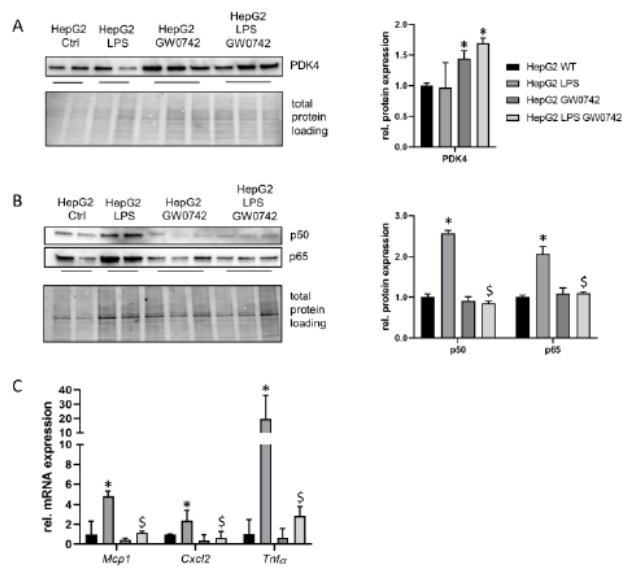 A
HepG2 Ctrl
HepG2 LPS
HepG2 GW0742
HepG2 LPS GW0742
PDK4
total protein loading
rel. protein expression
2.0
1.5
1.0
0.5
0.0
PDK4
* *
HepG2 WT
HepG2 LPS
HepG2 GW0742
HepG2 LPS GW0742
B
HepG2 Ctrl
HepG2 LPS
HepG2 GW0742
HepG2 LPS GW0742
p50
p65
total protein loading
rel. protein expression
3.0
2.0
1.0
0.0
* $ * $
p50 p65
C
rel. mRNA expression
40
30
20
10
10
8
6
4
2
0
* $ * $ * $
Mcp1 Cxcl2 Tnfα